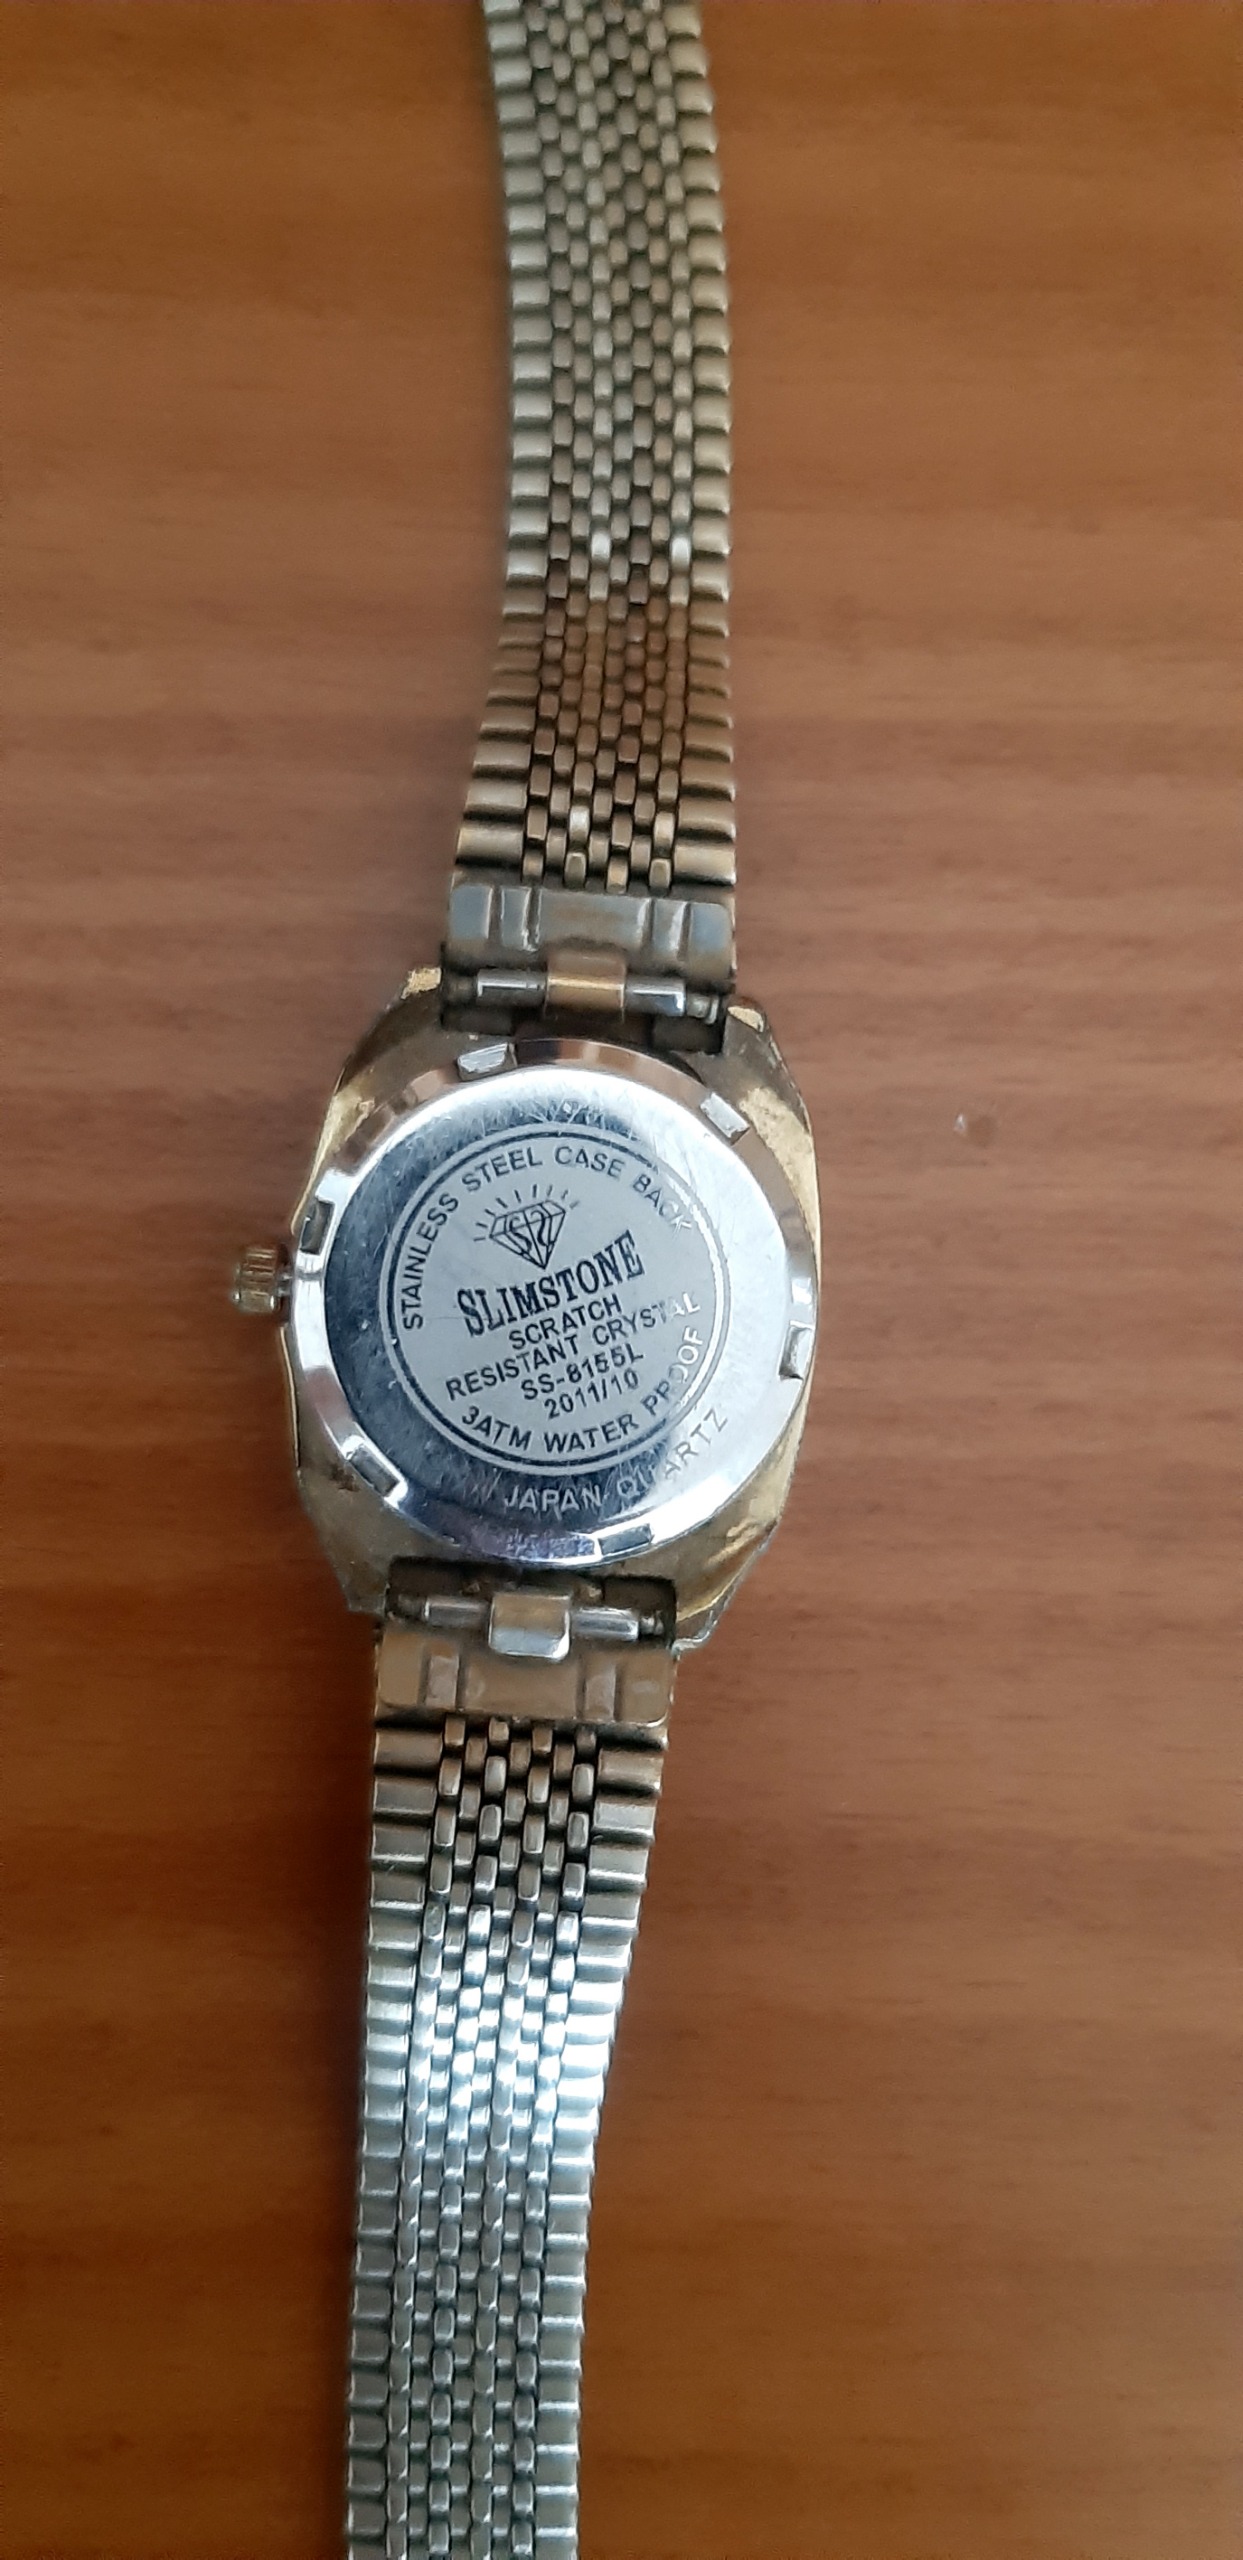 STAINLESS STEEL CASE BACK
SLIMSTONE
SCRATCH
RESISTANT CRYSTAL
SS-8155L
2011/10
3ATM WATER PROOF
JAPAN QUARTZ